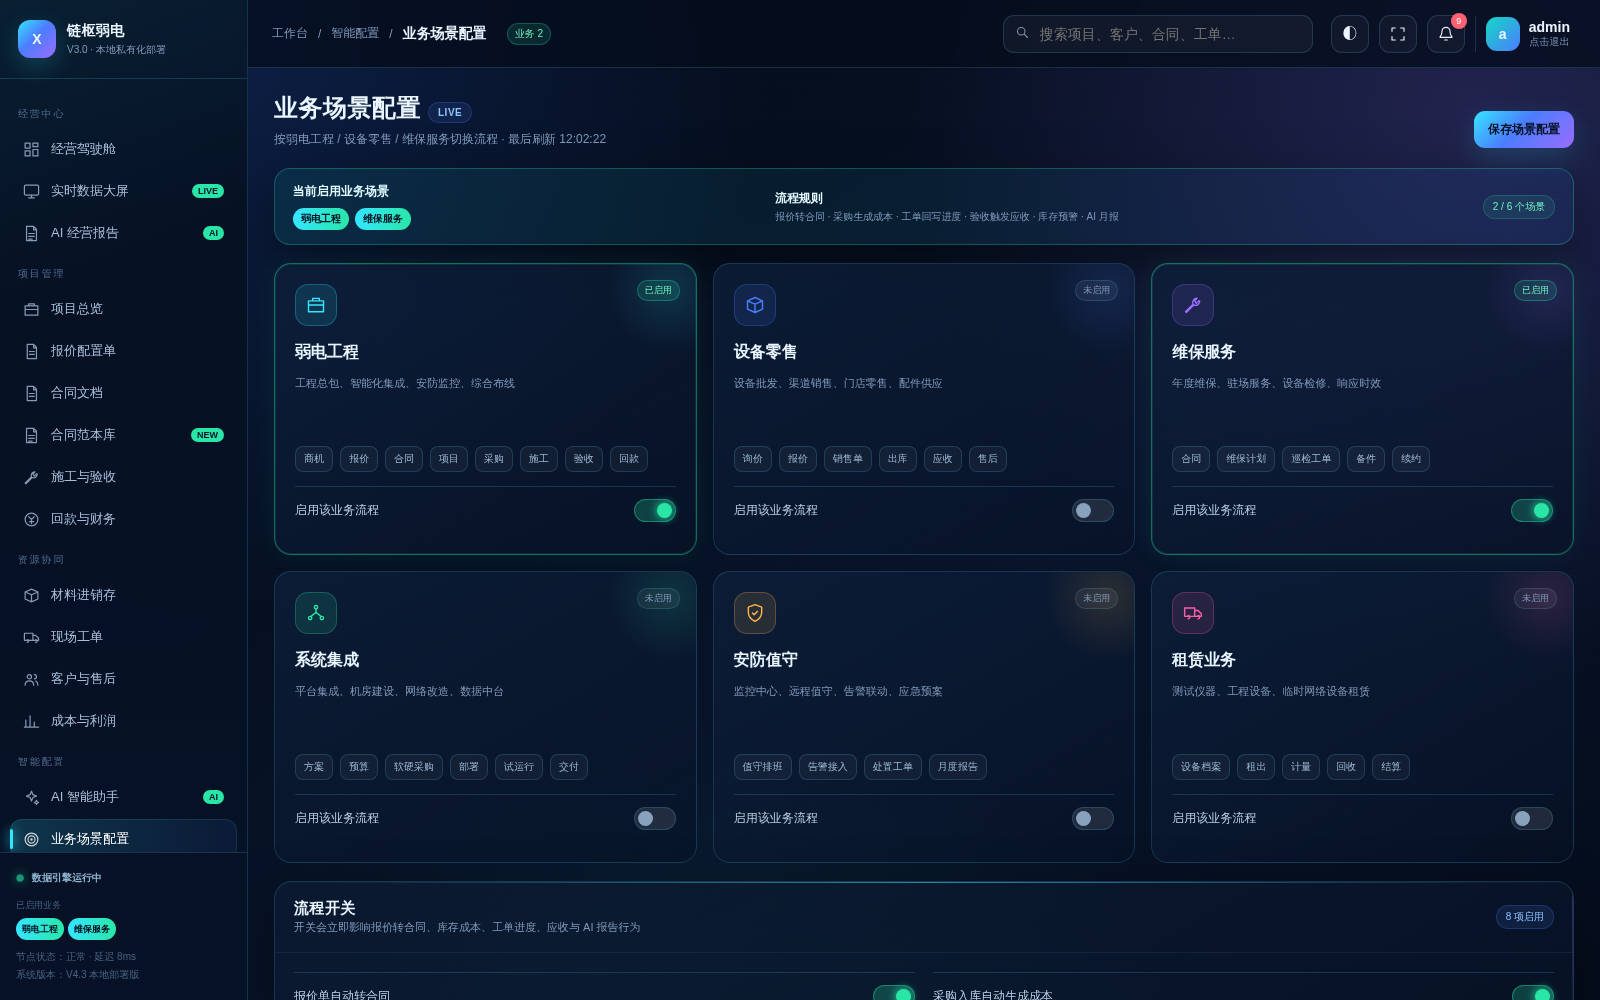 X
链枢弱电
V3.0 · 本地私有化部署
经营中心
经营驾驶舱
实时数据大屏 LIVE
AI 经营报告 AI
项目管理
项目总览
报价配置单
合同文档
合同范本库 NEW
施工与验收
回款与财务
资源协同
材料进销存
现场工单
客户与售后
成本与利润
智能配置
AI 智能助手 AI
业务场景配置
数据引擎运行中
已启用业务
弱电工程 维保服务
节点状态：正常 · 延迟 8ms
系统版本：V4.3 本地部署版
工作台 / 智能配置 / 业务场景配置 业务 2
搜索项目、客户、合同、工单…
9
a
admin
点击退出
业务场景配置 LIVE
按弱电工程 / 设备零售 / 维保服务切换流程 · 最后刷新 12:02:22
保存场景配置
当前启用业务场景
弱电工程 维保服务
流程规则
报价转合同 · 采购生成成本 · 工单回写进度 · 验收触发应收 · 库存预警 · AI 月报
2 / 6 个场景
已启用
弱电工程
工程总包、智能化集成、安防监控、综合布线
商机 报价 合同 项目 采购 施工 验收 回款
启用该业务流程
未启用
设备零售
设备批发、渠道销售、门店零售、配件供应
询价 报价 销售单 出库 应收 售后
启用该业务流程
已启用
维保服务
年度维保、驻场服务、设备检修、响应时效
合同 维保计划 巡检工单 备件 续约
启用该业务流程
未启用
系统集成
平台集成、机房建设、网络改造、数据中台
方案 预算 软硬采购 部署 试运行 交付
启用该业务流程
未启用
安防值守
监控中心、远程值守、告警联动、应急预案
值守排班 告警接入 处置工单 月度报告
启用该业务流程
未启用
租赁业务
测试仪器、工程设备、临时网络设备租赁
设备档案 租出 计量 回收 结算
启用该业务流程
流程开关
开关会立即影响报价转合同、库存成本、工单进度、应收与 AI 报告行为
8 项启用
报价单自动转合同
采购入库自动生成成本